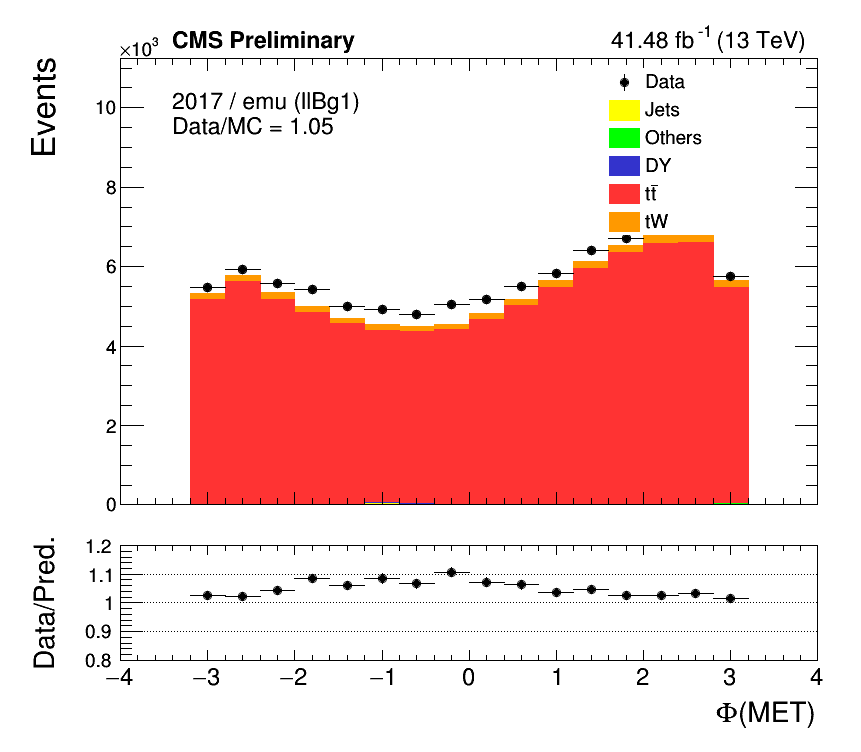 ×10³ CMS Preliminary 41.48 fb⁻¹ (13 TeV)
Events
2017 / emu (llBg1)
Data/MC = 1.05
Data
Jets
Others
DY
tt̄
tW
10
8
6
4
2
0
Data/Pred.
1.2
1.1
1
0.9
0.8
−4 −3 −2 −1 0 1 2 3 4
Φ(MET)